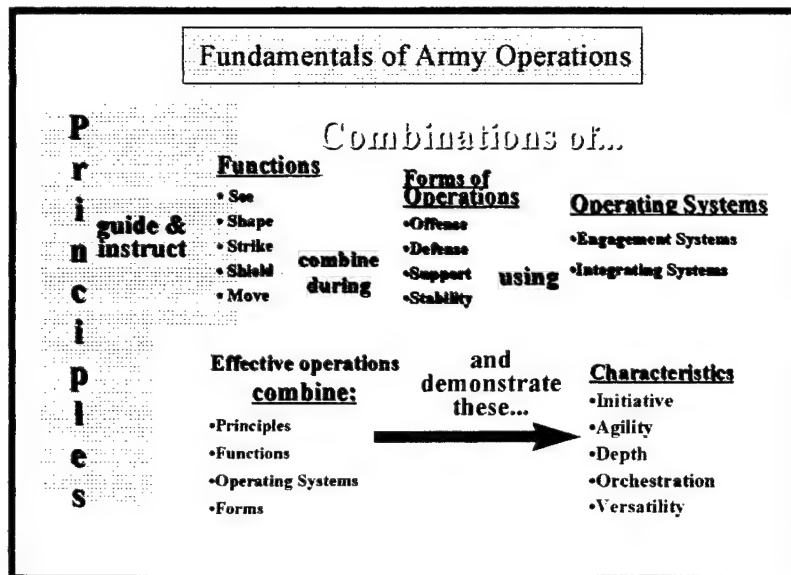 Fundamentals of Army Operations
Principles
guide &
instruct
Combinations of...
Functions
• See
• Shape
• Strike
• Shield
• Move
combine
during
Forms of
Operations
•Offense
•Defense
•Support
•Stability
using
Operating Systems
•Engagement Systems
•Integrating Systems
Effective operations
combine:
•Principles
•Functions
•Operating Systems
•Forms
and
demonstrate
these...
Characteristics
•Initiative
•Agility
•Depth
•Orchestration
•Versatility